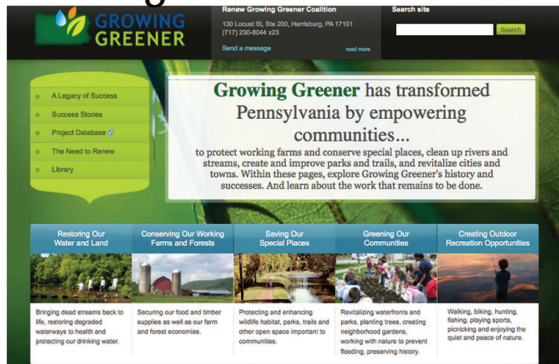 GROWING
GREENER
Renew Growing Greener Coalition
130 Locust St, Ste 200, Harrisburg, PA 17101
(717) 230-8044 x23
Send a message
read more
Search site
Search
A Legacy of Success
Success Stories
Project Database
The Need to Renew
Library
Growing Greener has transformed
Pennsylvania by empowering
communities...
to protect working farms and conserve special places, clean up rivers and
streams, create and improve parks and trails, and revitalize cities and
towns. Within these pages, explore Growing Greener's history and
successes. And learn about the work that remains to be done.
Restoring Our
Water and Land
Bringing dead streams back to
life, restoring degraded
waterways to health and
protecting our drinking water.
Conserving Our Working
Farms and Forests
Securing our food and timber
supplies as well as our farm
and forest economies.
Saving Our
Special Places
Protecting and enhancing
wildlife habitat, parks, trails and
other open space important to
communities.
Greening Our
Communities
Revitalizing waterfronts and
parks, planting trees, creating
neighborhood gardens,
working with nature to prevent
flooding, preserving history.
Creating Outdoor
Recreation Opportunities
Walking, biking, hunting,
fishing, playing sports,
picnicking and enjoying the
quiet and peace of nature.